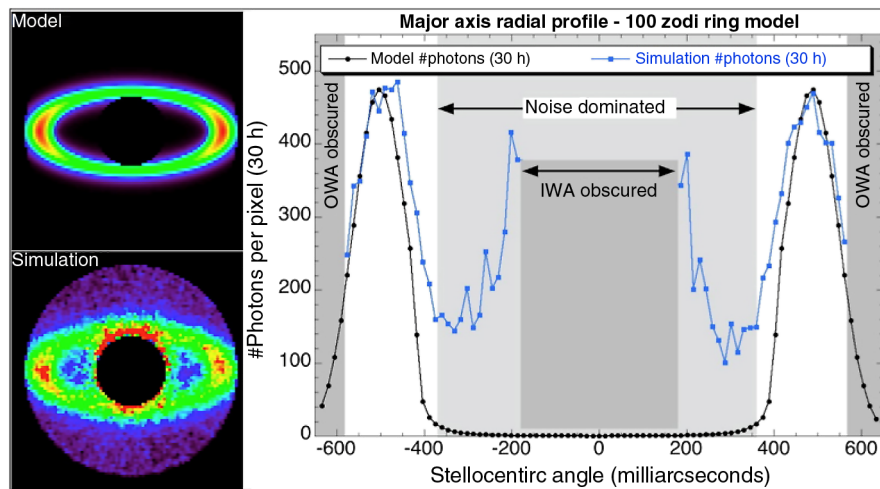 Model
Simulation
Major axis radial profile - 100 zodi ring model
Model #photons (30 h)
Simulation #photons (30 h)
OWA obscured
Noise dominated
IWA obscured
OWA obscured
#Photons per pixel (30 h)
500
400
300
200
100
0
-600 -400 -200 0 200 400 600
Stellocentirc angle (milliarcseconds)